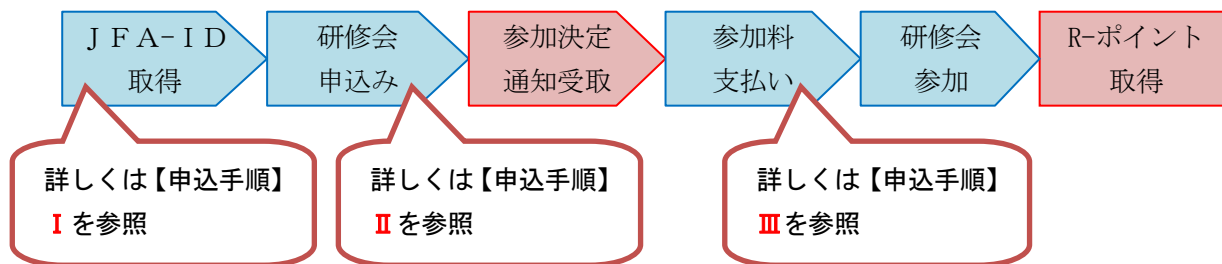 ＪＦＡ-ＩＤ
取得
研修会
申込み
参加決定
通知受取
参加料
支払い
研修会
参加
R-ポイント
取得
詳しくは【申込手順】
Ⅰを参照
詳しくは【申込手順】
Ⅱを参照
詳しくは【申込手順】
Ⅲを参照